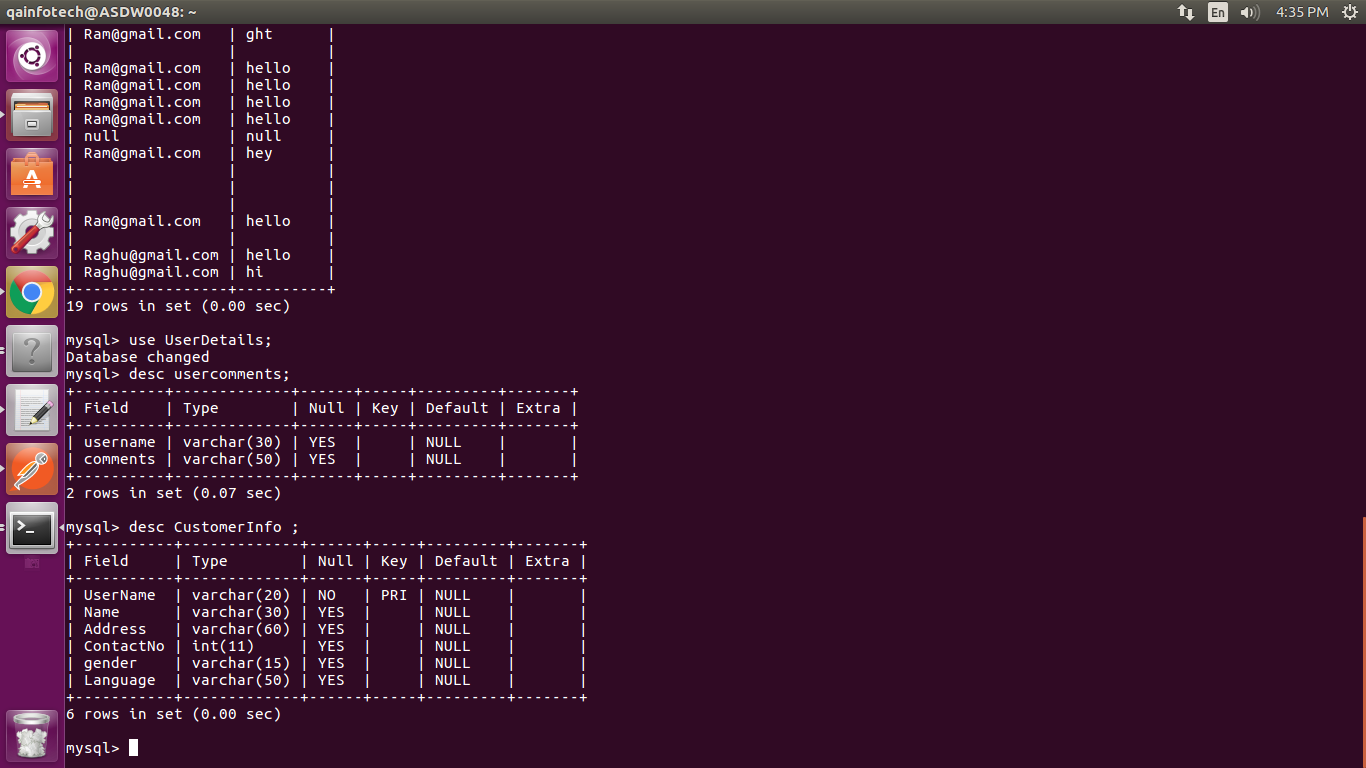 qainfotech@ASDW0048: ~ En 4:35 PM
| Ram@gmail.com   | ght      |
|                 |          |
| Ram@gmail.com   | hello    |
| Ram@gmail.com   | hello    |
| Ram@gmail.com   | hello    |
| Ram@gmail.com   | hello    |
| null            | null     |
| Ram@gmail.com   | hey      |
|                 |          |
|                 |          |
|                 |          |
| Ram@gmail.com   | hello    |
|                 |          |
| Raghu@gmail.com | hello    |
| Raghu@gmail.com | hi       |
+-----------------+----------+
19 rows in set (0.00 sec)

mysql> use UserDetails;
Database changed
mysql> desc usercomments;
+----------+-------------+------+-----+---------+-------+
| Field    | Type        | Null | Key | Default | Extra |
+----------+-------------+------+-----+---------+-------+
| username | varchar(30) | YES  |     | NULL    |       |
| comments | varchar(50) | YES  |     | NULL    |       |
+----------+-------------+------+-----+---------+-------+
2 rows in set (0.07 sec)

mysql> desc CustomerInfo ;
+-----------+-------------+------+-----+---------+-------+
| Field     | Type        | Null | Key | Default | Extra |
+-----------+-------------+------+-----+---------+-------+
| UserName  | varchar(20) | NO   | PRI | NULL    |       |
| Name      | varchar(30) | YES  |     | NULL    |       |
| Address   | varchar(60) | YES  |     | NULL    |       |
| ContactNo | int(11)     | YES  |     | NULL    |       |
| gender    | varchar(15) | YES  |     | NULL    |       |
| Language  | varchar(50) | YES  |     | NULL    |       |
+-----------+-------------+------+-----+---------+-------+
6 rows in set (0.00 sec)

mysql>